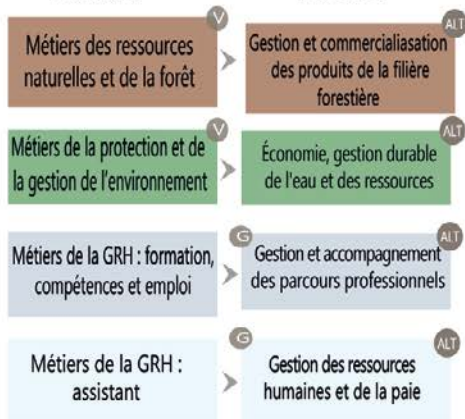 V
ALT
Métiers des ressources
naturelles et de la forêt
>
Gestion et commercialiasation
des produits de la filière
forestière
V
ALT
Métiers de la protection et de
la gestion de l'environnement
>
Économie, gestion durable
de l'eau et des ressources
G
ALT
Métiers de la GRH : formation,
compétences et emploi
>
Gestion et accompagnement
des parcours professionnels
G
ALT
Métiers de la GRH :
assistant
>
Gestion des ressources
humaines et de la paie